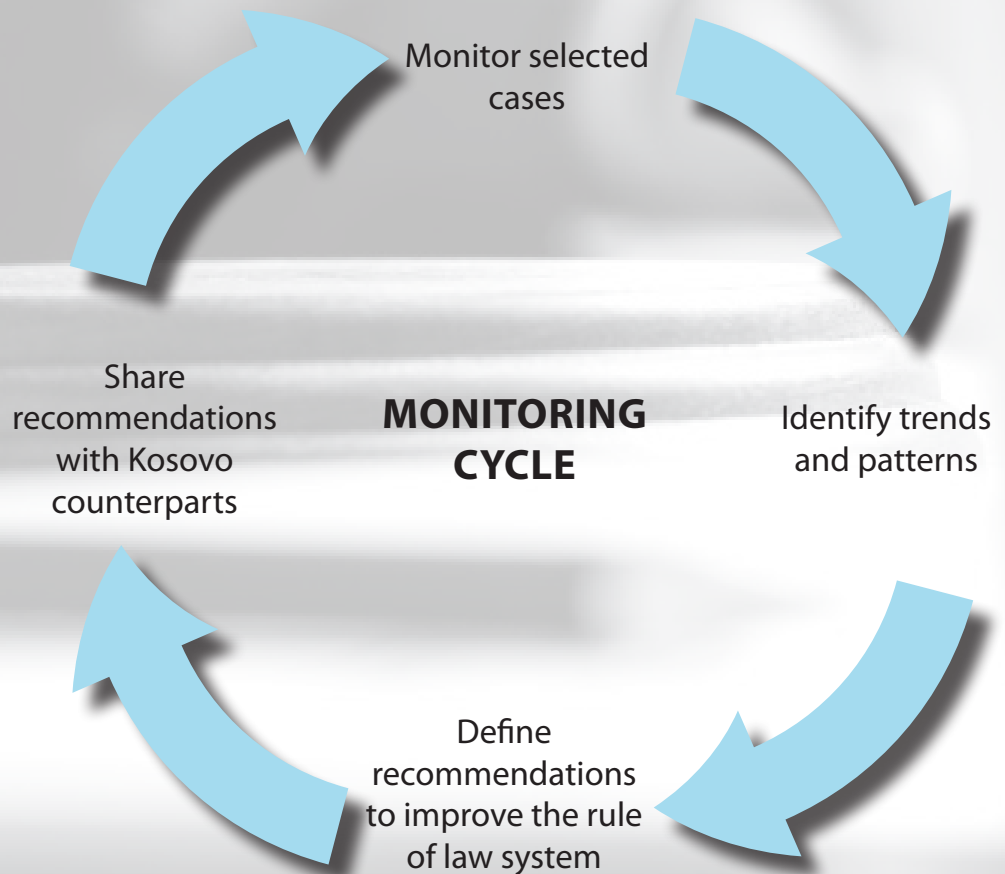 Monitor selected
cases
Share
recommendations
with Kosovo
counterparts
MONITORING
CYCLE
Identify trends
and patterns
Define
recommendations
to improve the rule
of law system